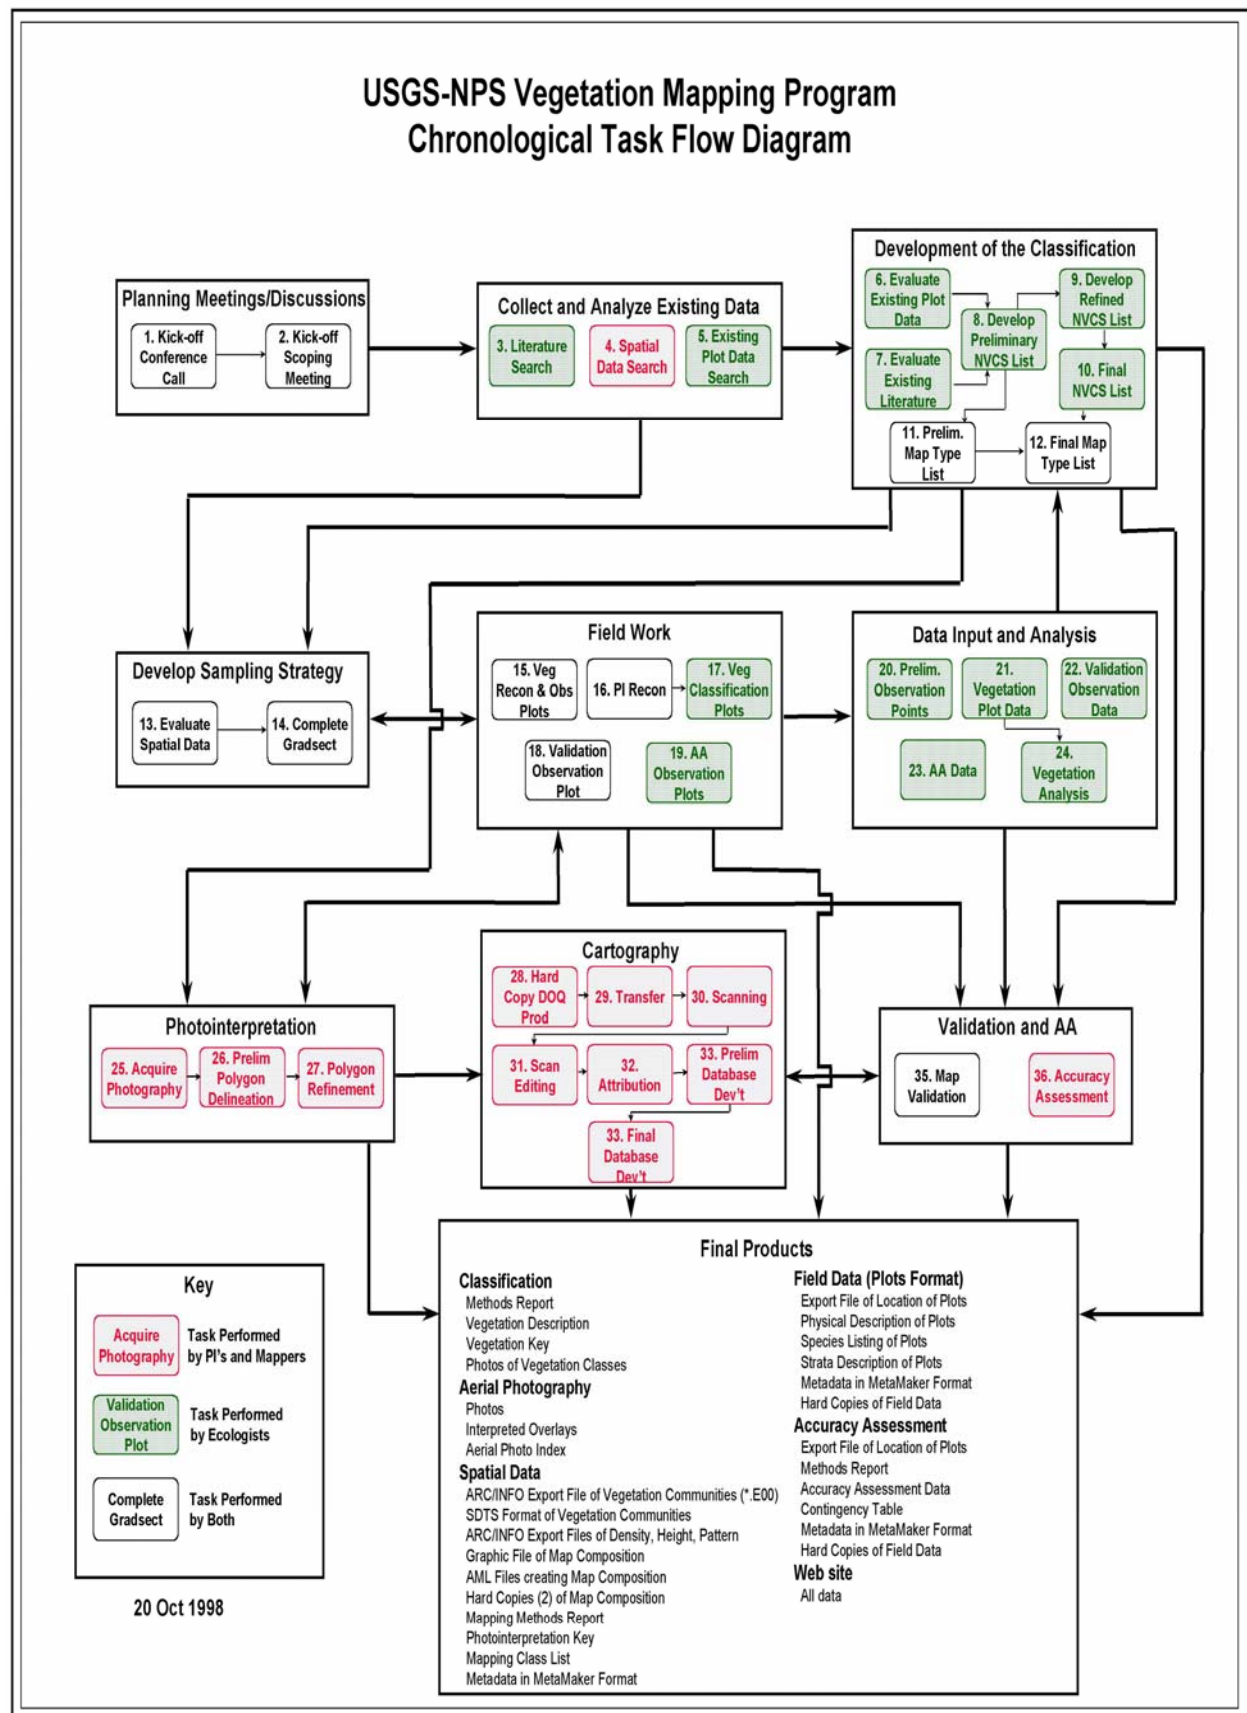 USGS-NPS Vegetation Mapping Program
Chronological Task Flow Diagram
Planning Meetings/Discussions
1. Kick-off
Conference
Call
2. Kick-off
Scoping
Meeting
Collect and Analyze Existing Data
3. Literature
Search
4. Spatial
Data Search
5. Existing
Plot Data
Search
Development of the Classification
6. Evaluate
Existing Plot
Data
7. Evaluate
Existing
Literature
8. Develop
Preliminary
NVCS List
9. Develop
Refined
NVCS List
10. Final
NVCS List
11. Prelim.
Map Type
List
12. Final Map
Type List
Develop Sampling Strategy
13. Evaluate
Spatial Data
14. Complete
Gradsect
Field Work
15. Veg
Recon & Obs
Plots
16. PI Recon
17. Veg
Classification
Plots
18. Validation
Observation
Plot
19. AA
Observation
Plots
Data Input and Analysis
20. Prelim.
Observation
Points
21.
Vegetation
Plot Data
22. Validation
Observation
Data
23. AA Data
24.
Vegetation
Analysis
Photointerpretation
25. Acquire
Photography
26. Prelim
Polygon
Delineation
27. Polygon
Refinement
Cartography
28. Hard
Copy DOQ
Prod
29. Transfer
30. Scanning
31. Scan
Editing
32.
Attribution
33. Prelim
Database
Dev't
33. Final
Database
Dev't
Validation and AA
35. Map
Validation
36. Accuracy
Assessment
Key
Acquire
Photography
Task Performed
by PI's and Mappers
Validation
Observation
Plot
Task Performed
by Ecologists
Complete
Gradsect
Task Performed
by Both
20 Oct 1998
Final Products
Classification
Methods Report
Vegetation Description
Vegetation Key
Photos of Vegetation Classes
Aerial Photography
Photos
Interpreted Overlays
Aerial Photo Index
Spatial Data
ARC/INFO Export File of Vegetation Communities (*.E00)
SDTS Format of Vegetation Communities
ARC/INFO Export Files of Density, Height, Pattern
Graphic File of Map Composition
AML Files creating Map Composition
Hard Copies (2) of Map Composition
Mapping Methods Report
Photointerpretation Key
Mapping Class List
Metadata in MetaMaker Format
Field Data (Plots Format)
Export File of Location of Plots
Physical Description of Plots
Species Listing of Plots
Strata Description of Plots
Metadata in MetaMaker Format
Hard Copies of Field Data
Accuracy Assessment
Export File of Location of Plots
Methods Report
Accuracy Assessment Data
Contingency Table
Metadata in MetaMaker Format
Hard Copies of Field Data
Web site
All data